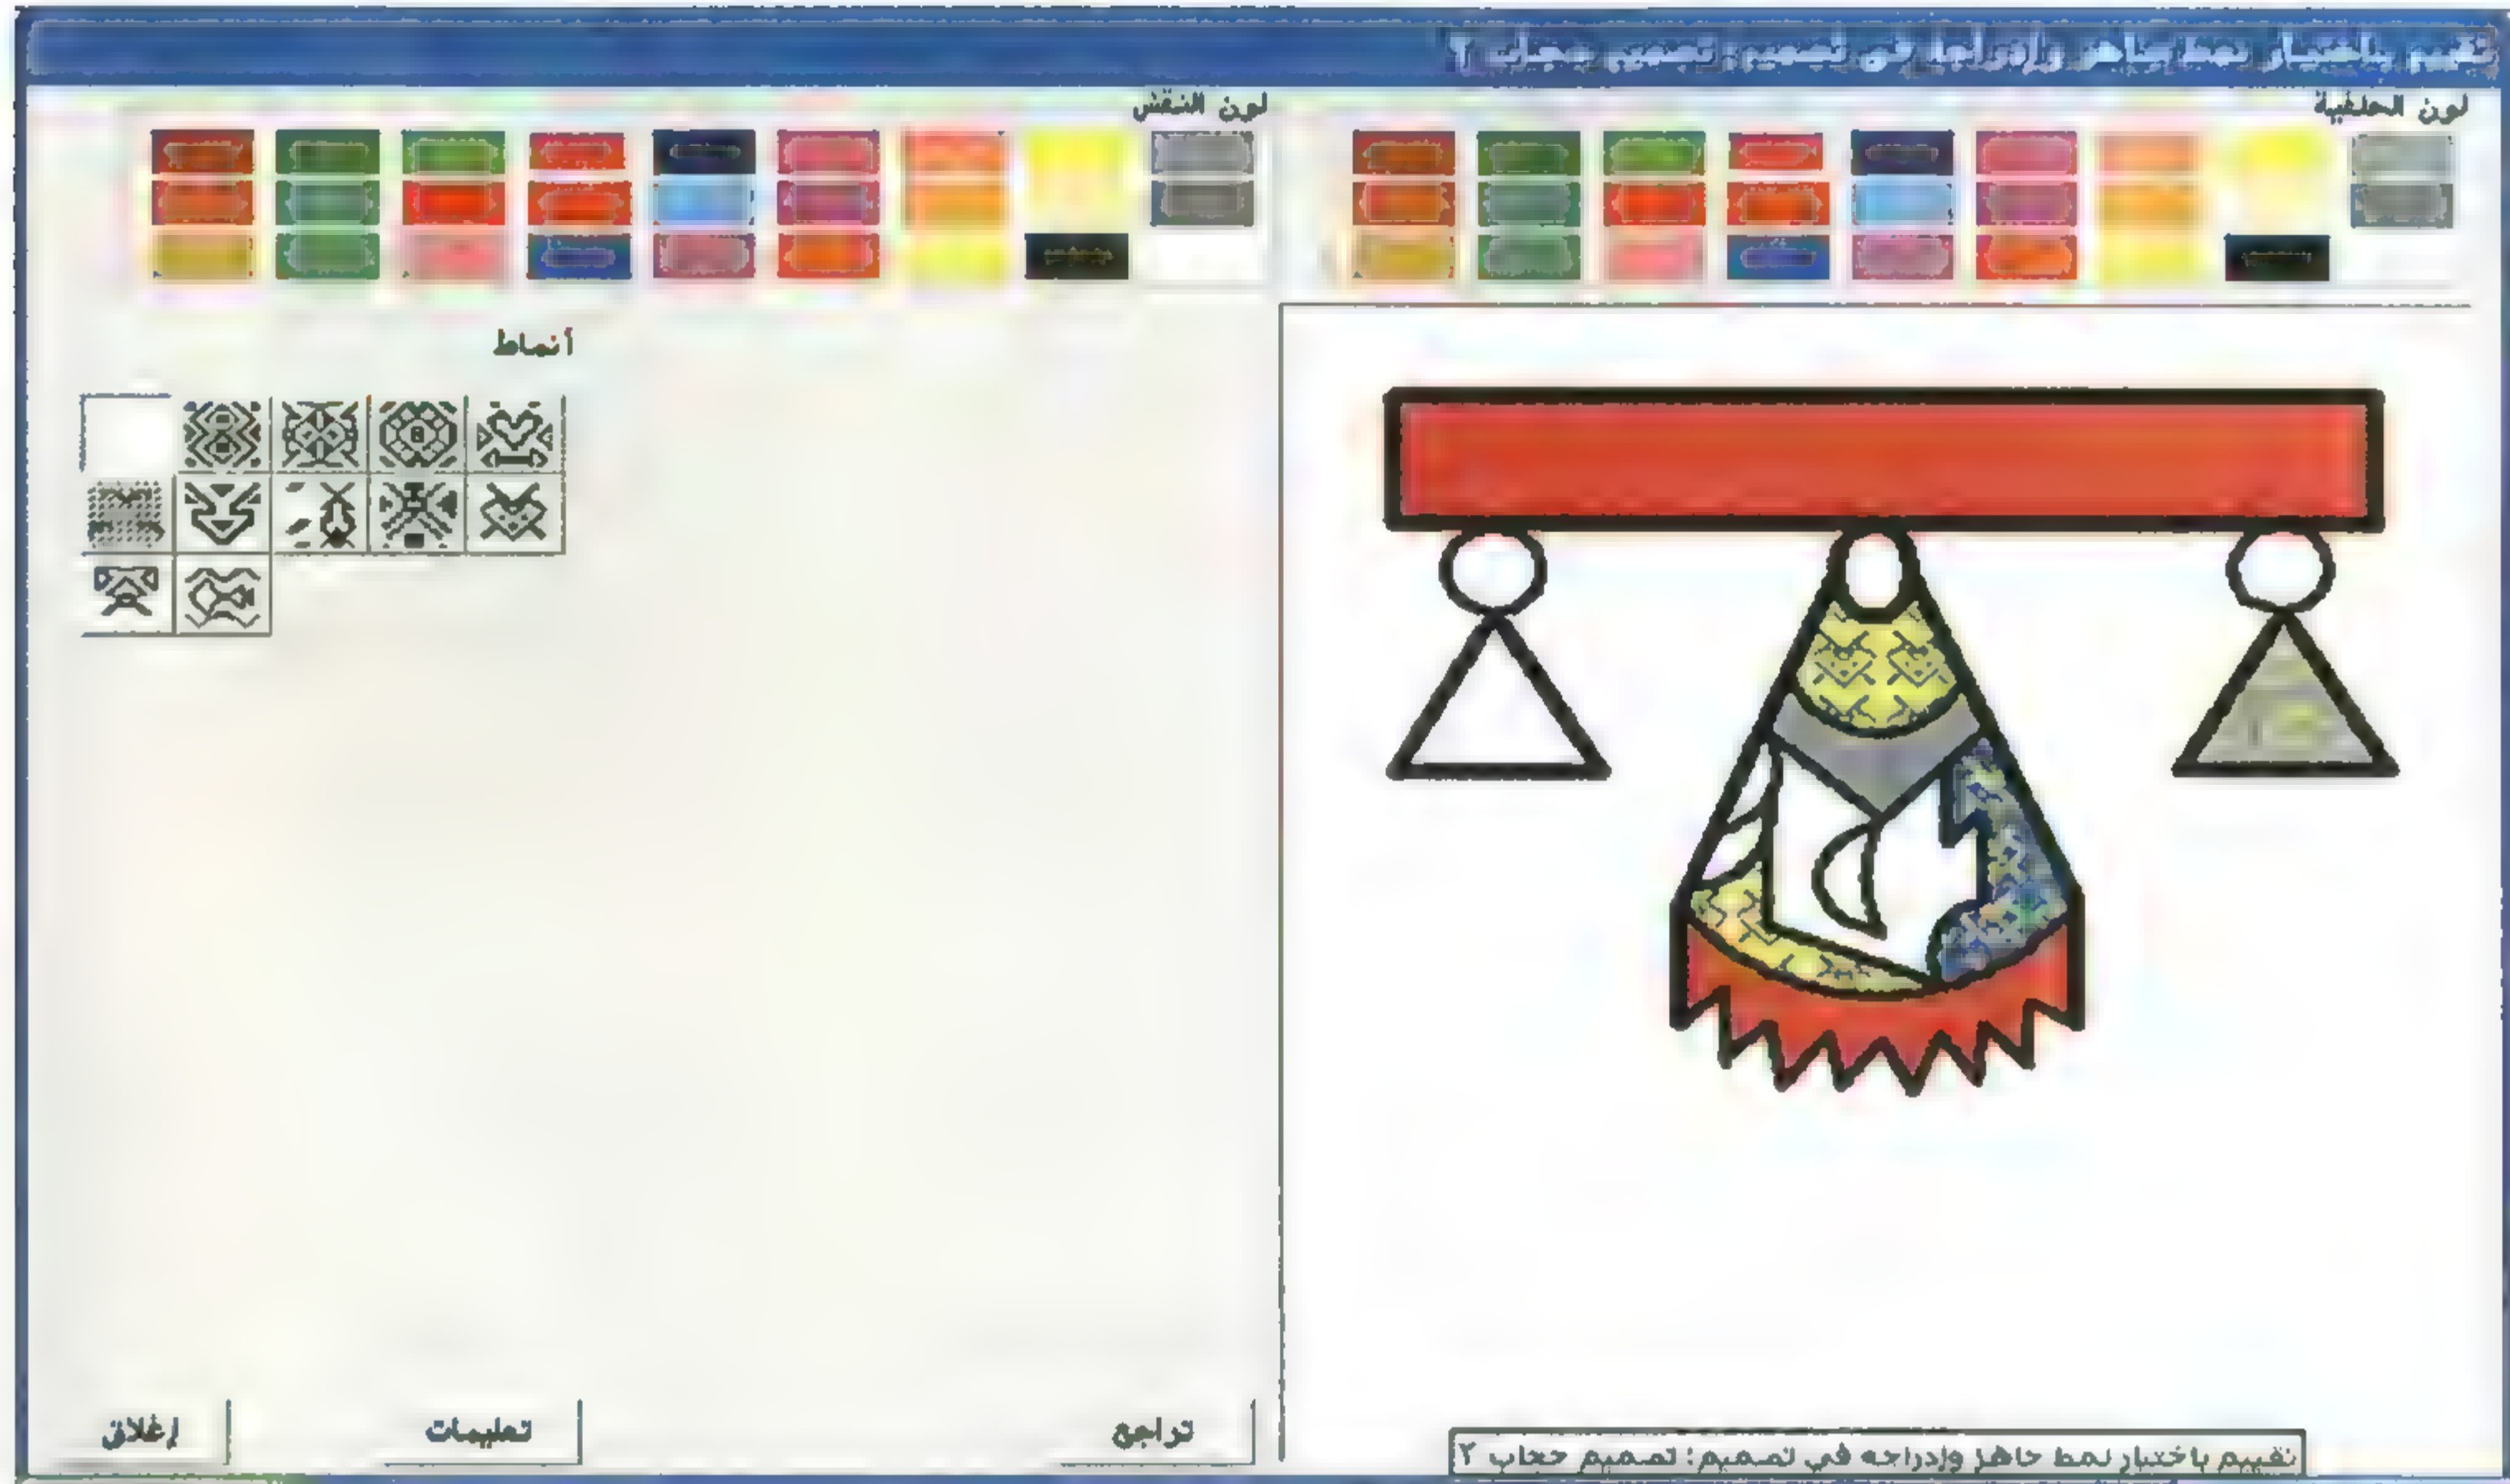 تقييم باختيار نمط جاهز وإدراجه في تصميم: تصميم حجاب ٢
لون الخلفية
لون النقش
أنماط
تراجع
تعليمات
إغلاق
تقييم باختيار نمط جاهز وإدراجه في تصميم: تصميم حجاب ٢